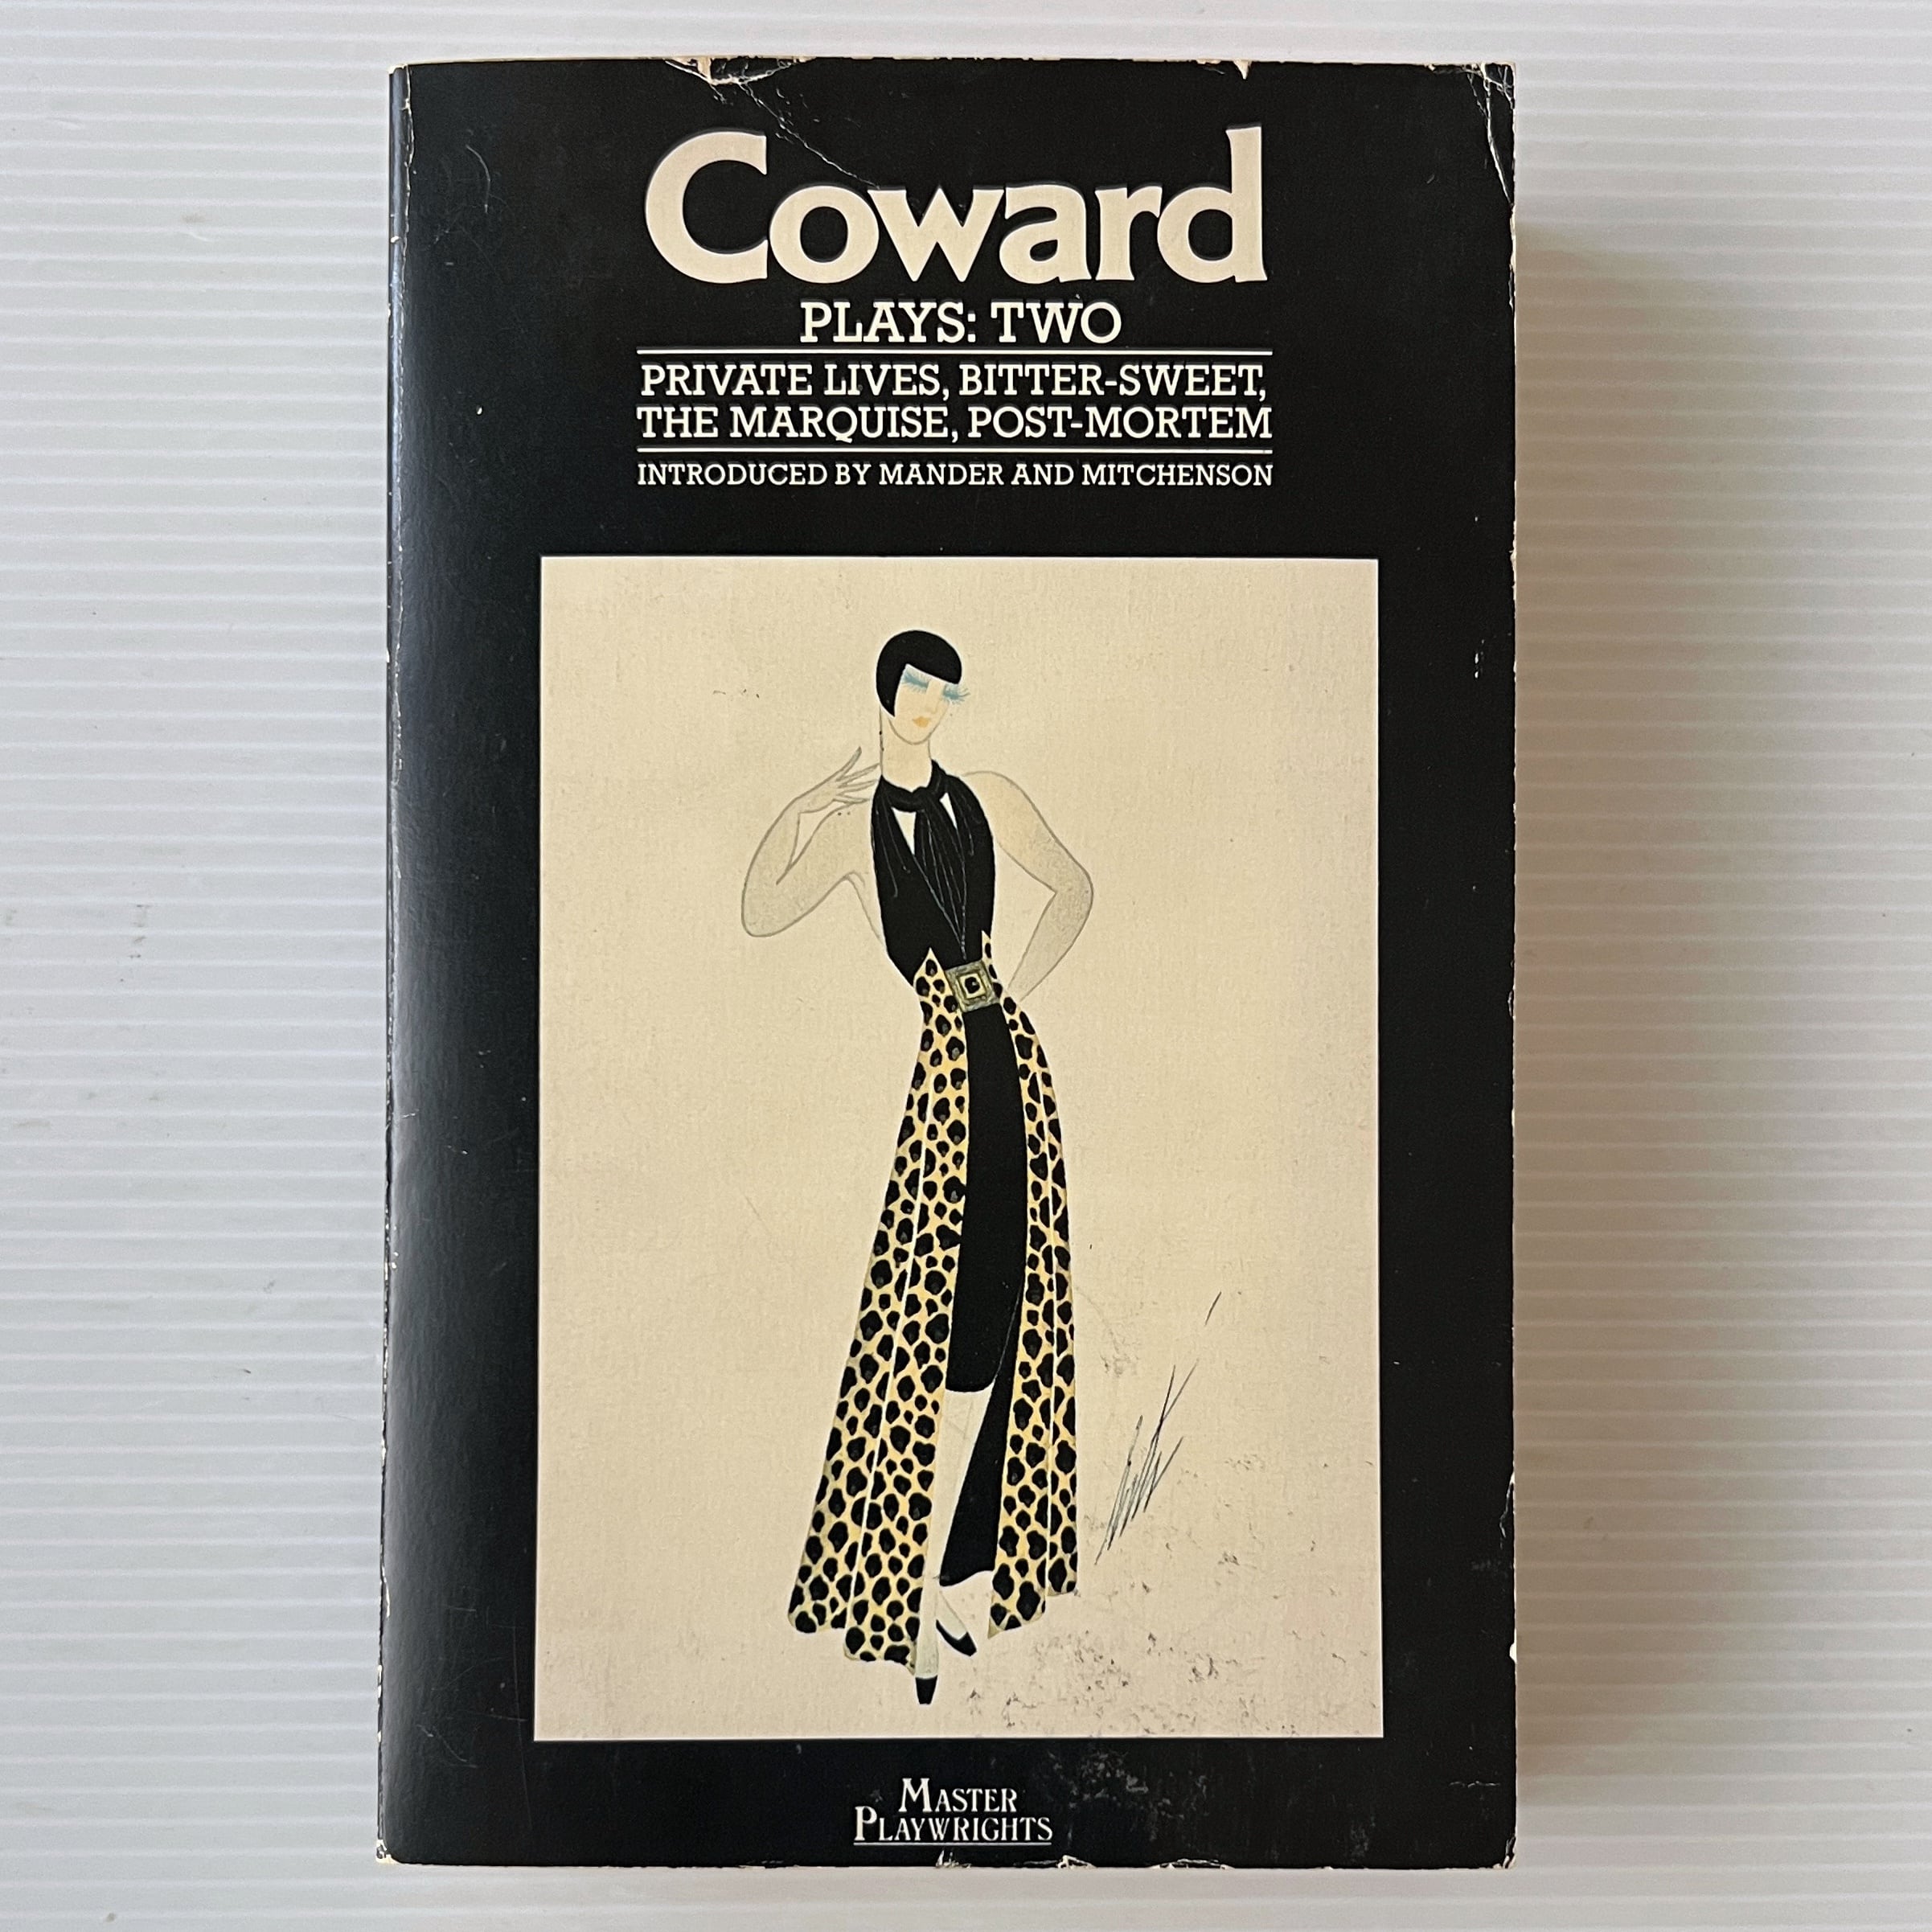 Coward
PLAYS: TWO
PRIVATE LIVES, BITTER-SWEET,
THE MARQUISE, POST-MORTEM
INTRODUCED BY MANDER AND MITCHENSON
MASTER
PLAYWRIGHTS